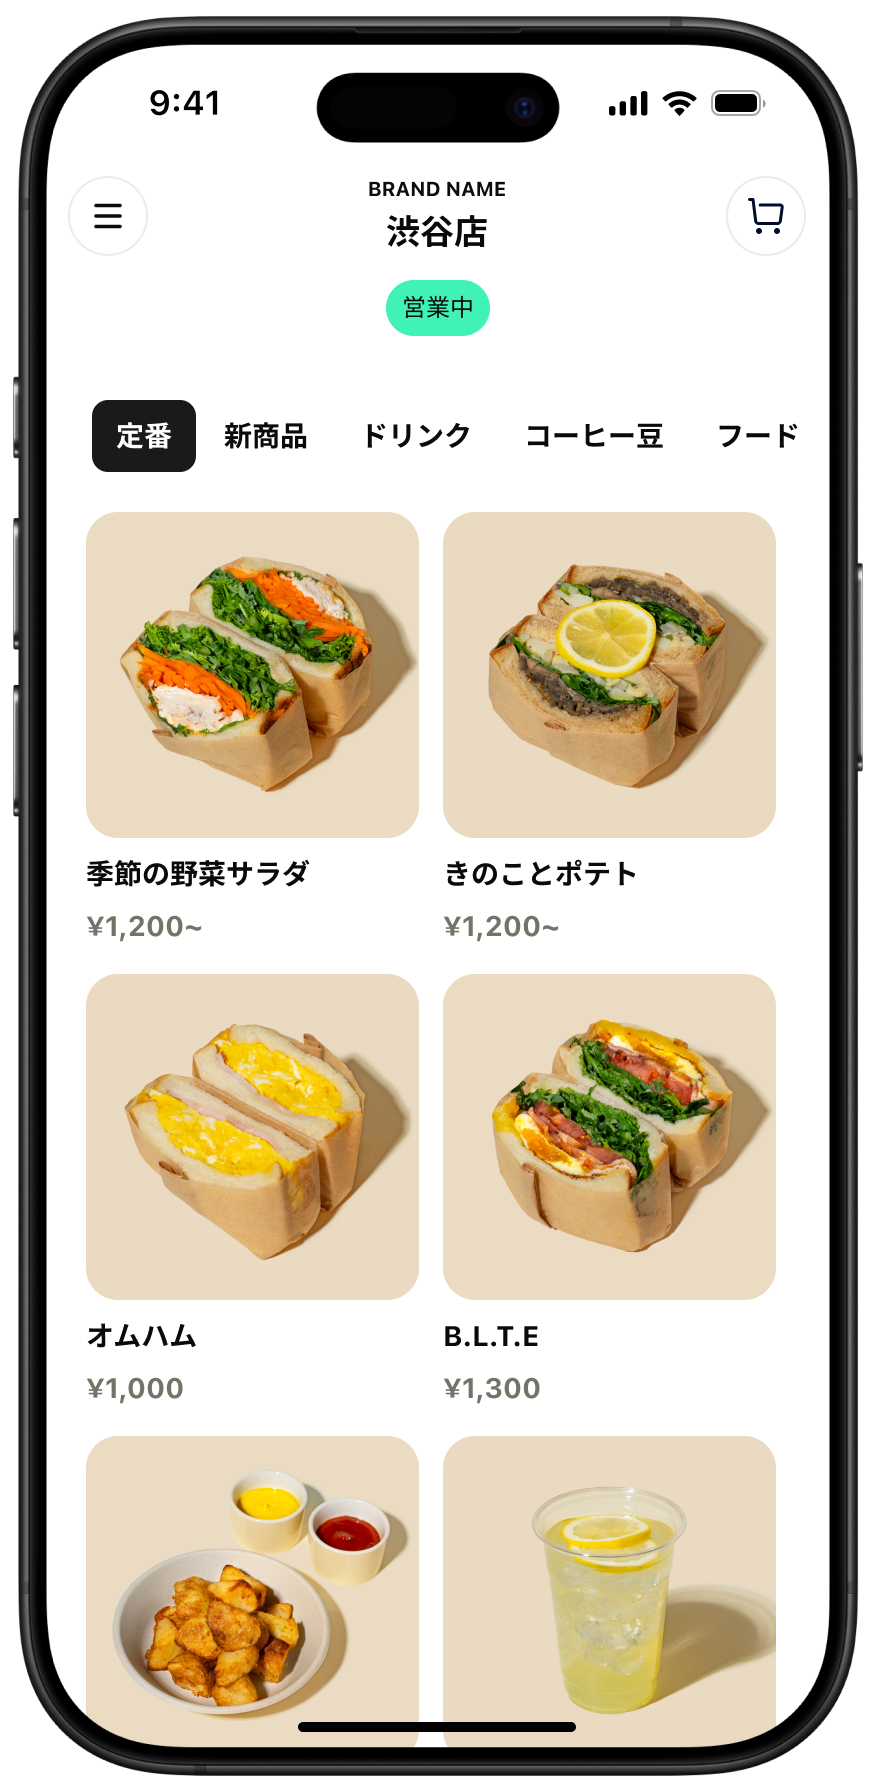 9:41
BRAND NAME
渋谷店
営業中
定番 新商品 ドリンク コーヒー豆 フード
季節の野菜サラダ きのことポテト
¥1,200~ ¥1,200~
オムハム B.L.T.E
¥1,000 ¥1,300